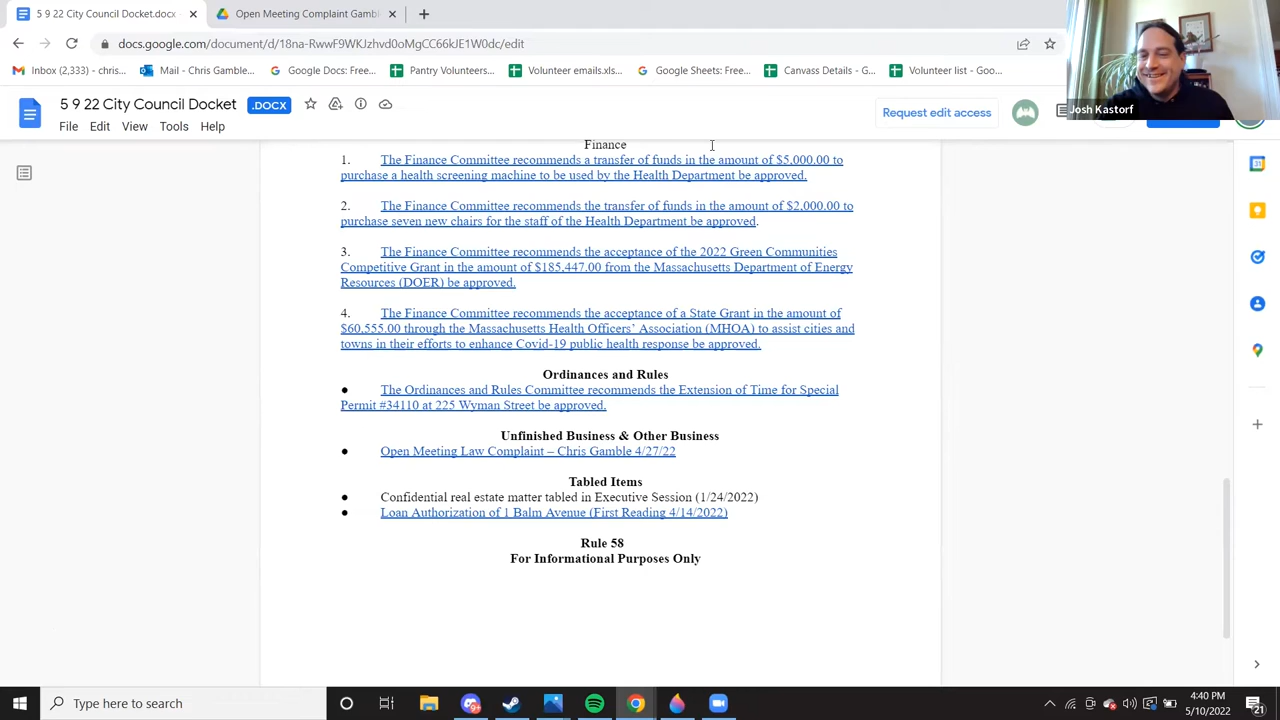 5 9 22 City Council Docket.docx
Open Meeting Complaint Gambl
docs.google.com/document/d/18na-RwwF9WKJzhvd0oMgCC66kJE1W0dc/edit
Inbox (2,333) - chris...
Mail - Chris Gamble...
Google Docs: Free...
Pantry Volunteers...
Volunteer emails.xls...
Google Sheets: Free...
Canvass Details - G...
Volunteer list - Goo...
5 9 22 City Council Docket
.DOCX
Request edit access
Josh Kastorf
File Edit View Tools Help
Finance
1. The Finance Committee recommends a transfer of funds in the amount of $5,000.00 to
purchase a health screening machine to be used by the Health Department be approved.
2. The Finance Committee recommends the transfer of funds in the amount of $2,000.00 to
purchase seven new chairs for the staff of the Health Department be approved.
3. The Finance Committee recommends the acceptance of the 2022 Green Communities
Competitive Grant in the amount of $185,447.00 from the Massachusetts Department of Energy
Resources (DOER) be approved.
4. The Finance Committee recommends the acceptance of a State Grant in the amount of
$60,555.00 through the Massachusetts Health Officers’ Association (MHOA) to assist cities and
towns in their efforts to enhance Covid-19 public health response be approved.
Ordinances and Rules
● The Ordinances and Rules Committee recommends the Extension of Time for Special
Permit #34110 at 225 Wyman Street be approved.
Unfinished Business & Other Business
● Open Meeting Law Complaint – Chris Gamble 4/27/22
Tabled Items
● Confidential real estate matter tabled in Executive Session (1/24/2022)
● Loan Authorization of 1 Balm Avenue (First Reading 4/14/2022)
Rule 58
For Informational Purposes Only
Type here to search
4:40 PM
5/10/2022
21